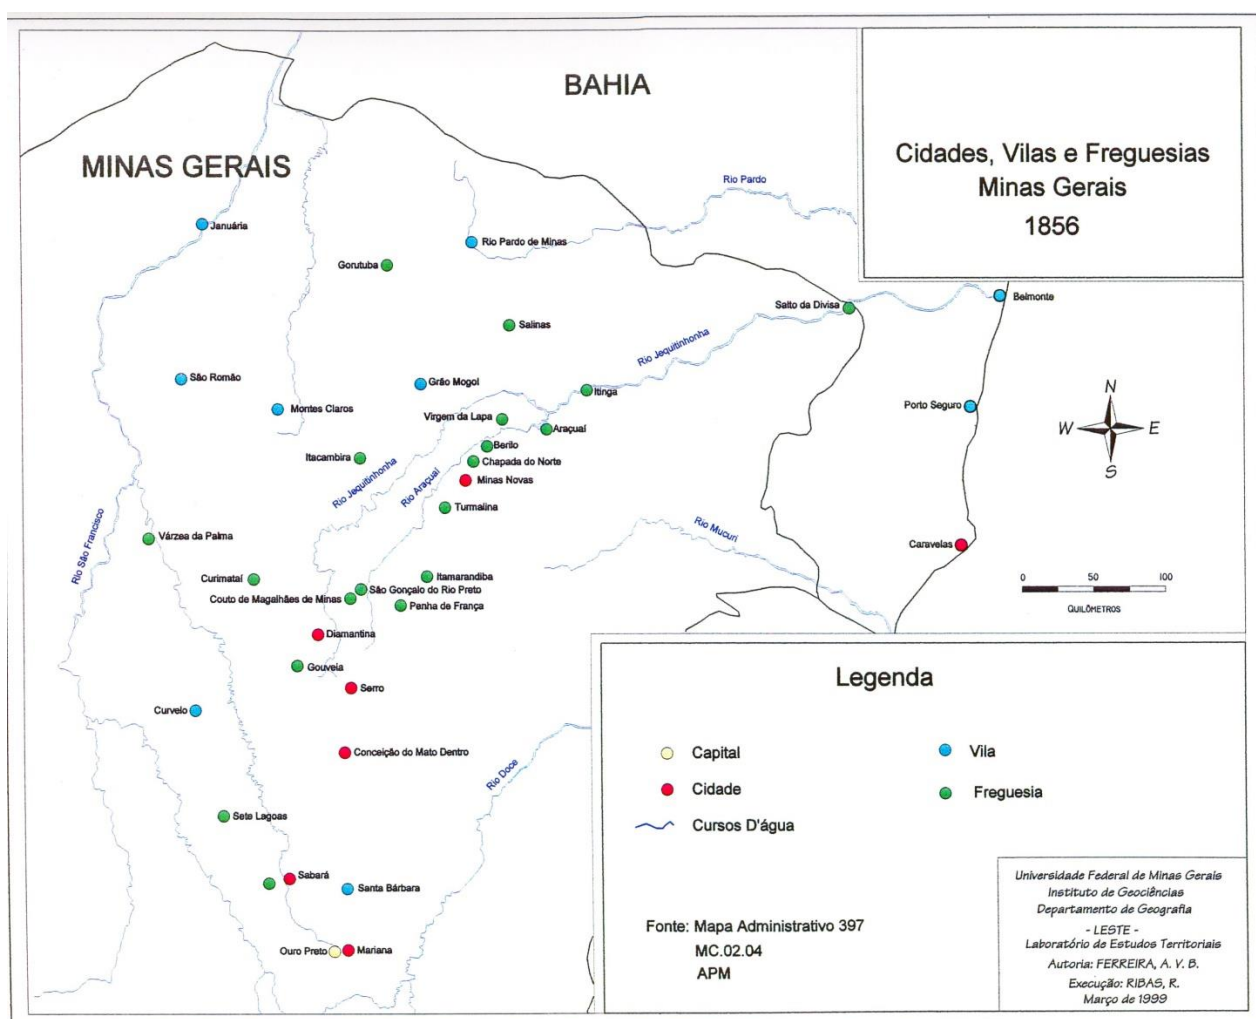 BAHIA
MINAS GERAIS
Cidades, Vilas e Freguesias
Minas Gerais
1856
Rio Pardo
Januária
Rio Pardo de Minas
Gorutuba
Salto da Divisa
Belmonte
Salinas
Rio Jequitinhonha
São Romão
Grão Mogol
Itinga
Montes Claros
Virgem da Lapa
Araçuaí
Porto Seguro
N
W
E
S
Berilo
Itacambira
Chapada do Norte
Rio Jequitinhonha
Rio Araçuaí
Minas Novas
Turmalina
Rio São Francisco
Várzea da Palma
Rio Mucuri
Caravelas
Curimataí
Itamarandiba
São Gonçalo do Rio Preto
Couto de Magalhães de Minas
Penha de França
0 50 100
QUILÔMETROS
Diamantina
Gouveia
Serro
Curvelo
Conceição do Mato Dentro
Rio Doce
Sete Lagoas
Sabará
Santa Bárbara
Ouro Preto
Mariana
Legenda
Capital
Vila
Cidade
Freguesia
Cursos D'água
Fonte: Mapa Administrativo 397
MC.02.04
APM
Universidade Federal de Minas Gerais
Instituto de Geociências
Departamento de Geografia
- LESTE -
Laboratório de Estudos Territoriais
Autoria: FERREIRA, A. V. B.
Execução: RIBAS, R.
Março de 1999